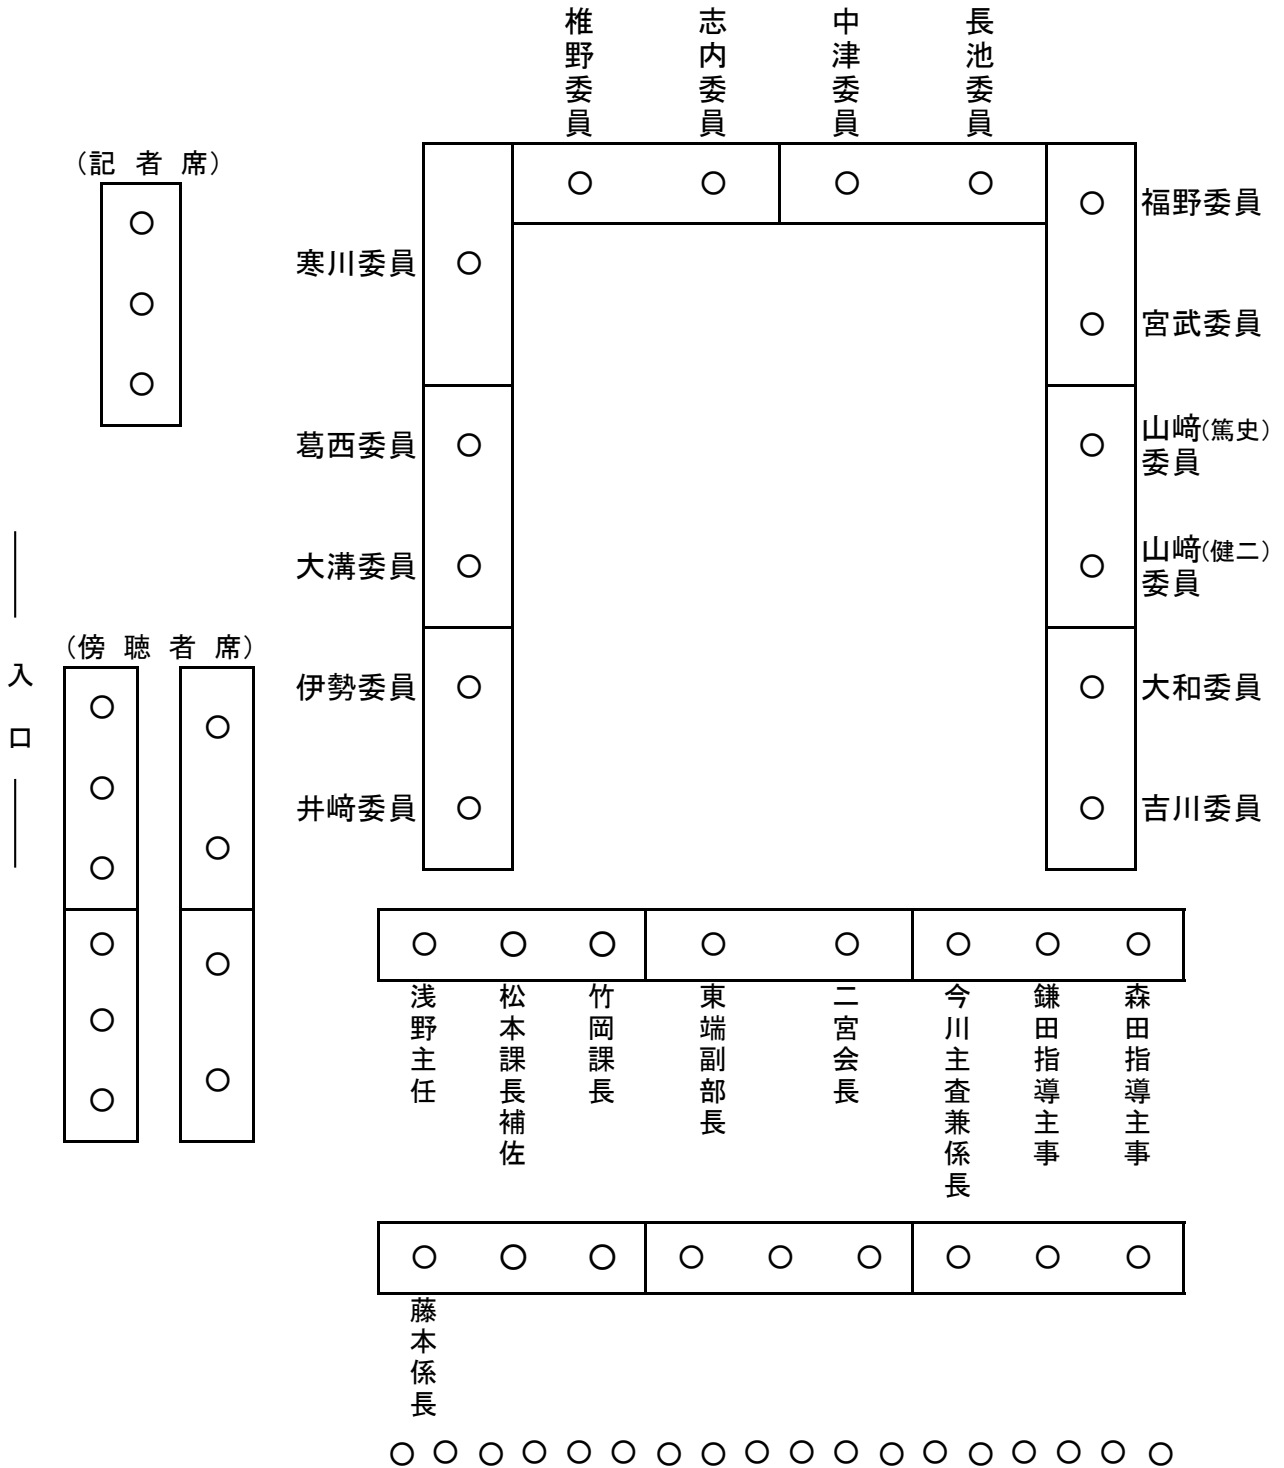 椎野委員
志内委員
中津委員
長池委員
（記者席）
寒川委員
葛西委員
大溝委員
伊勢委員
井﨑委員
福野委員
宮武委員
山﨑（篤史）
委員
山﨑（健二）
委員
大和委員
吉川委員
入口
（傍聴者席）
浅野主任
松本課長補佐
竹岡課長
東端副部長
二宮会長
今川主査兼係長
鎌田指導主事
森田指導主事
藤本係長